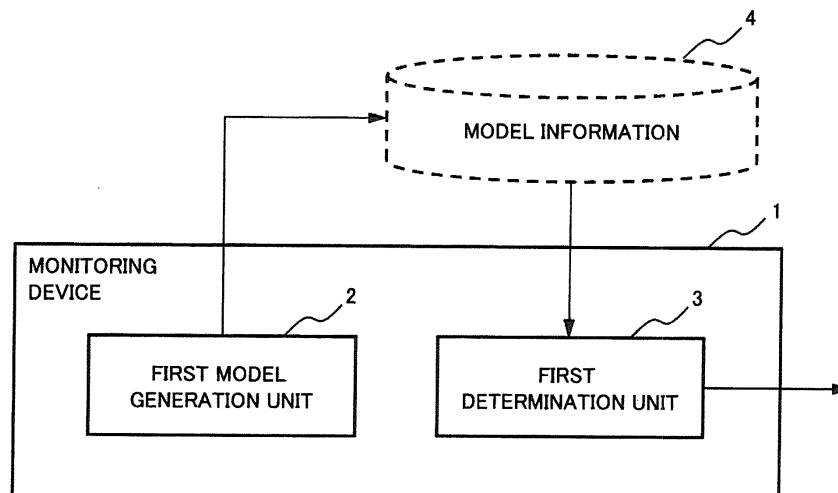 4
MODEL INFORMATION
1
MONITORING
DEVICE
2
3
FIRST MODEL
GENERATION UNIT
FIRST
DETERMINATION UNIT